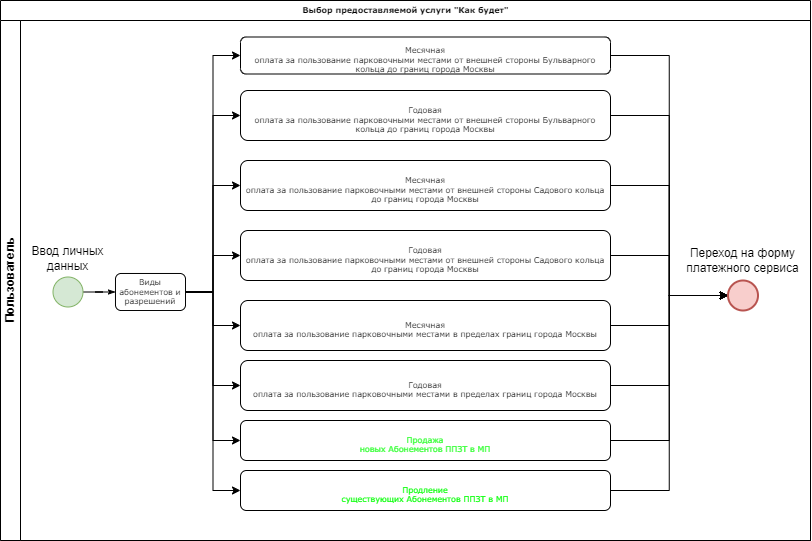 Выбор предоставляемой услуги "Как будет"
Пользователь
Ввод личных
данных
Виды
абонементов и
разрешений
Месячная
оплата за пользование парковочными местами от внешней стороны Бульварного
кольца до границ города Москвы
Годовая
оплата за пользование парковочными местами от внешней стороны Бульварного
кольца до границ города Москвы
Месячная
оплата за пользование парковочными местами от внешней стороны Садового кольца
до границ города Москвы
Годовая
оплата за пользование парковочными местами от внешней стороны Садового кольца
до границ города Москвы
Месячная
оплата за пользование парковочными местами в пределах границ города Москвы
Годовая
оплата за пользование парковочными местами в пределах границ города Москвы
Продажа
новых Абонементов ППЗТ в МП
Продление
существующих Абонементов ППЗТ в МП
Переход на форму
платежного сервиса